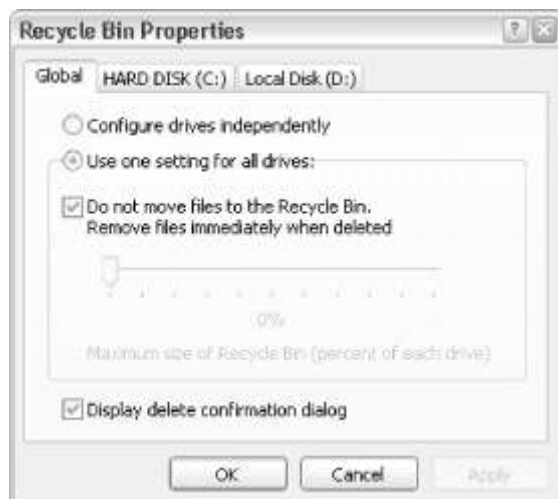 Recycle Bin Properties
Global HARD DISK (C:) Local Disk (D:)
Configure drives independently
Use one setting for all drives:
Do not move files to the Recycle Bin.
Remove files immediately when deleted
0%
Maximum size of Recycle Bin (percent of each drive)
Display delete confirmation dialog
OK Cancel Apply